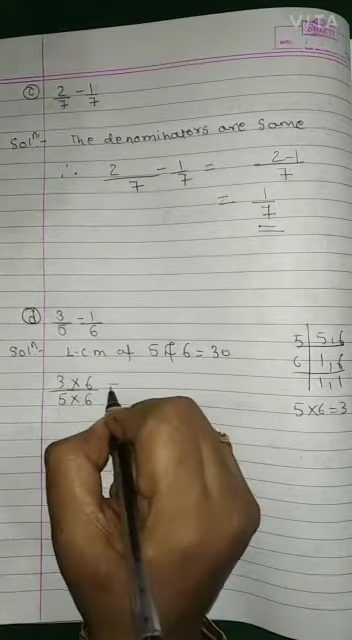 (c) 2/7 - 1/7
Solⁿ- The denominators are same
∴ 2/7 - 1/7 = 2-1/7
= 1/7
(d) 3/5 - 1/6
Solⁿ- L.C.M of 5 & 6 = 30
3×6/5×6 =
5 | 5,6
6 | 1,6
| 1,1
5×6=3